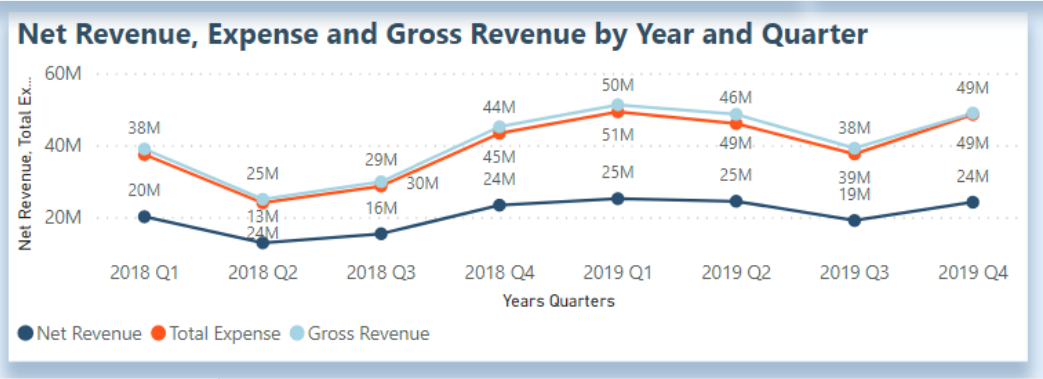 Net Revenue, Expense and Gross Revenue by Year and Quarter
Net Revenue, Total Ex...
60M
40M
20M
38M
25M
29M
44M
50M
46M
38M
49M
30M
45M
51M
49M
39M
49M
20M
13M
16M
24M
25M
25M
19M
24M
24M
2018 Q1 2018 Q2 2018 Q3 2018 Q4 2019 Q1 2019 Q2 2019 Q3 2019 Q4
Years Quarters
Net Revenue Total Expense Gross Revenue